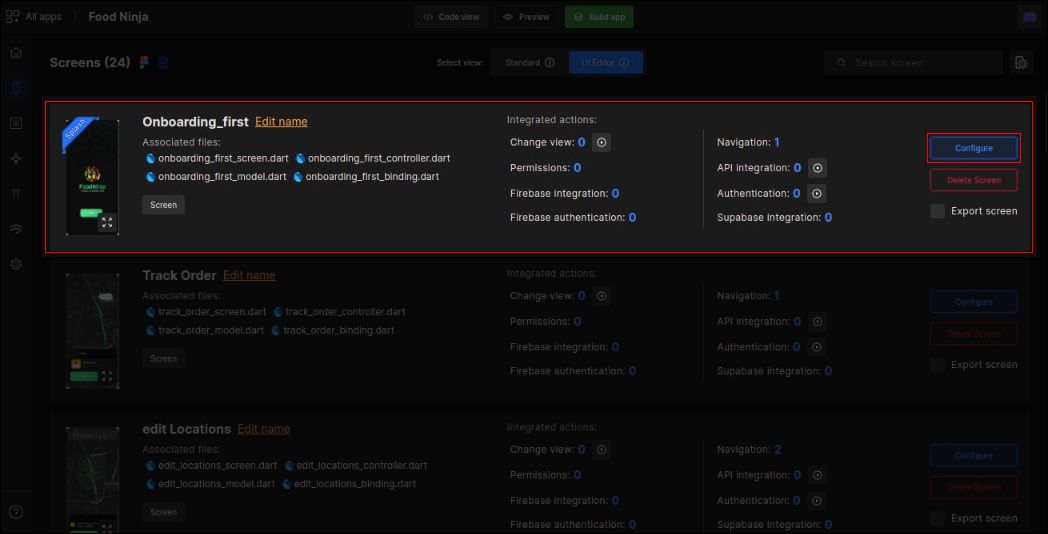 All apps
Food Ninja
Code view
Preview
Build app
Screens (24)
Select view:
Standard
UI Editor
Search screen
Splash
Food Ninja
Onboarding_first Edit name
Associated files:
onboarding_first_screen.dart onboarding_first_controller.dart
onboarding_first_model.dart onboarding_first_binding.dart
Screen
Integrated actions:
Change view: 0
Permissions: 0
Firebase integration: 0
Firebase authentication: 0
Navigation: 1
API integration: 0
Authentication: 0
Supabase integration: 0
Configure
Delete Screen
Export screen
Track Order Edit name
Associated files:
track_order_screen.dart track_order_controller.dart
track_order_model.dart track_order_binding.dart
Screen
Integrated actions:
Change view: 0
Permissions: 0
Firebase integration: 0
Firebase authentication: 0
Navigation: 1
API integration: 0
Authentication: 0
Supabase integration: 0
Configure
Delete Screen
Export screen
edit Locations Edit name
Associated files:
edit_locations_screen.dart edit_locations_controller.dart
edit_locations_model.dart edit_locations_binding.dart
Screen
Integrated actions:
Change view: 0
Permissions: 0
Firebase integration: 0
Firebase authentication: 0
Navigation: 2
API integration: 0
Authentication: 0
Supabase integration: 0
Configure
Delete Screen
Export screen